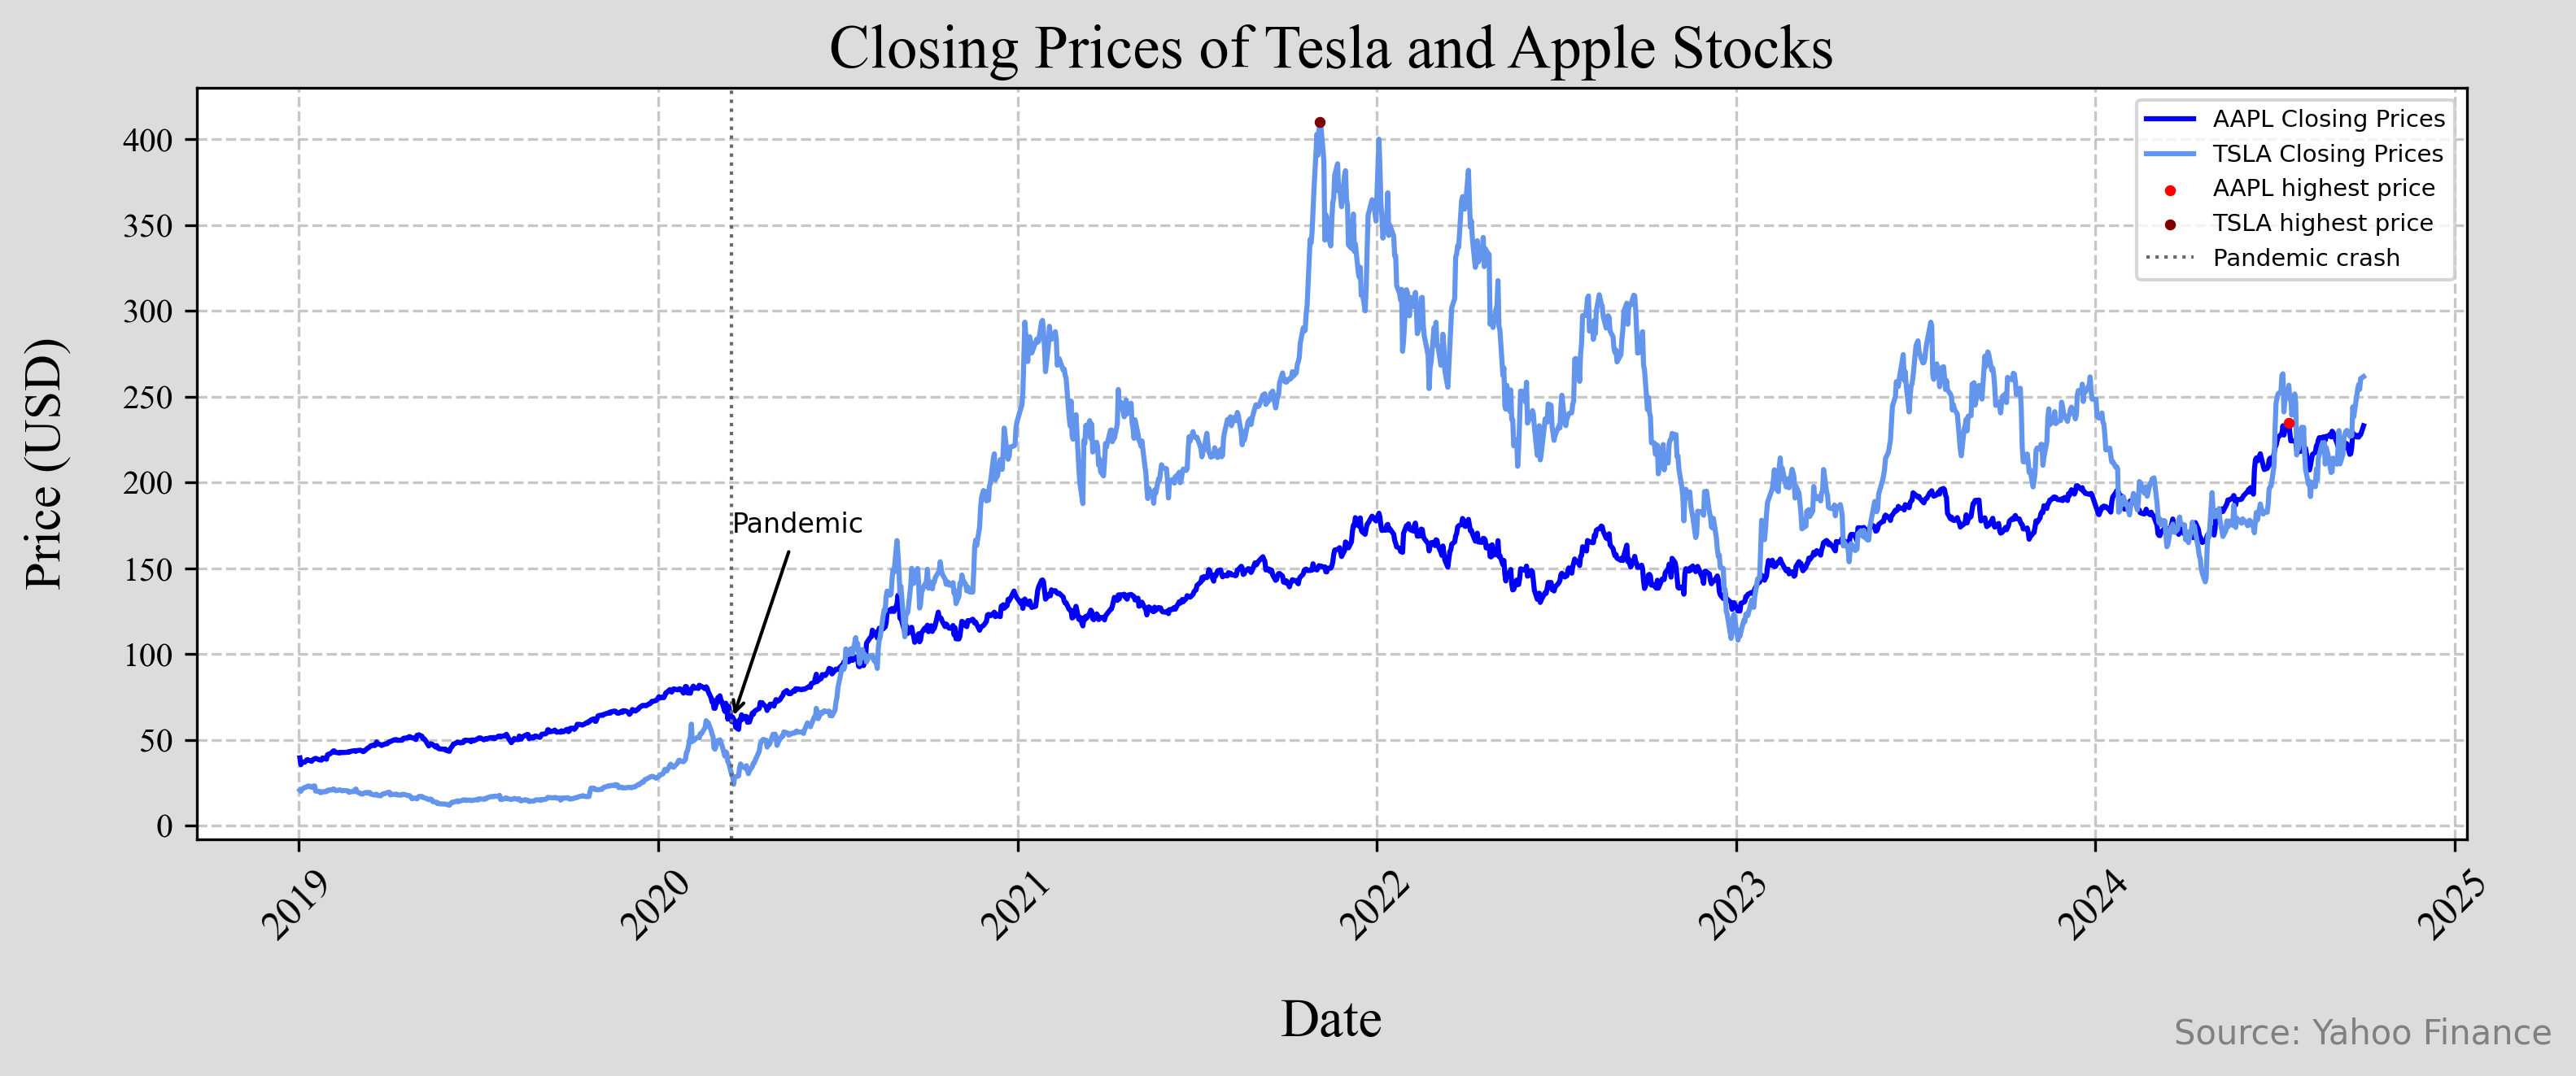 Closing Prices of Tesla and Apple Stocks
Price (USD)
400
350
300
250
200
150
100
50
0
AAPL Closing Prices
TSLA Closing Prices
AAPL highest price
TSLA highest price
Pandemic crash
Pandemic
2019
2020
2021
2022
2023
2024
2025
Date
Source: Yahoo Finance